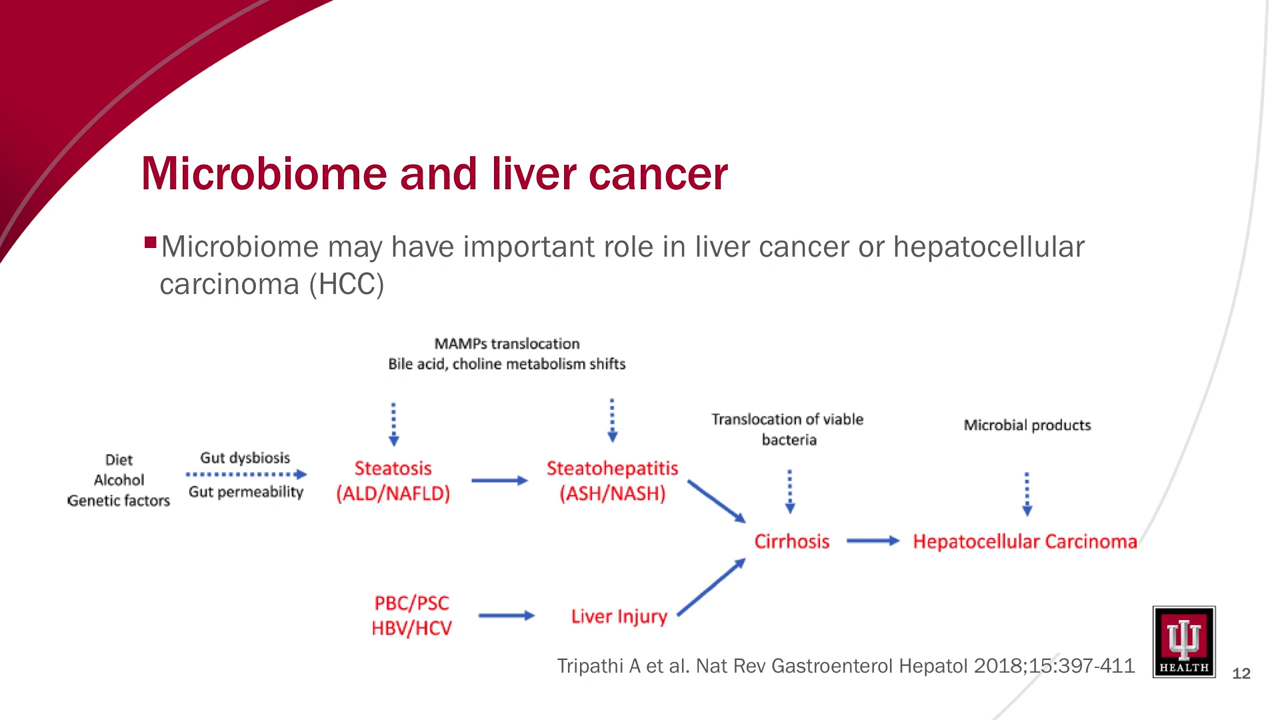 Microbiome and liver cancer
▪Microbiome may have important role in liver cancer or hepatocellular
carcinoma (HCC)
MAMPs translocation
Bile acid, choline metabolism shifts
Translocation of viable
bacteria
Microbial products
Diet
Alcohol
Genetic factors
Gut dysbiosis
Gut permeability
Steatosis
(ALD/NAFLD)
Steatohepatitis
(ASH/NASH)
Cirrhosis
Hepatocellular Carcinoma
PBC/PSC
HBV/HCV
Liver Injury
Tripathi A et al. Nat Rev Gastroenterol Hepatol 2018;15:397-411
IU
HEALTH
12